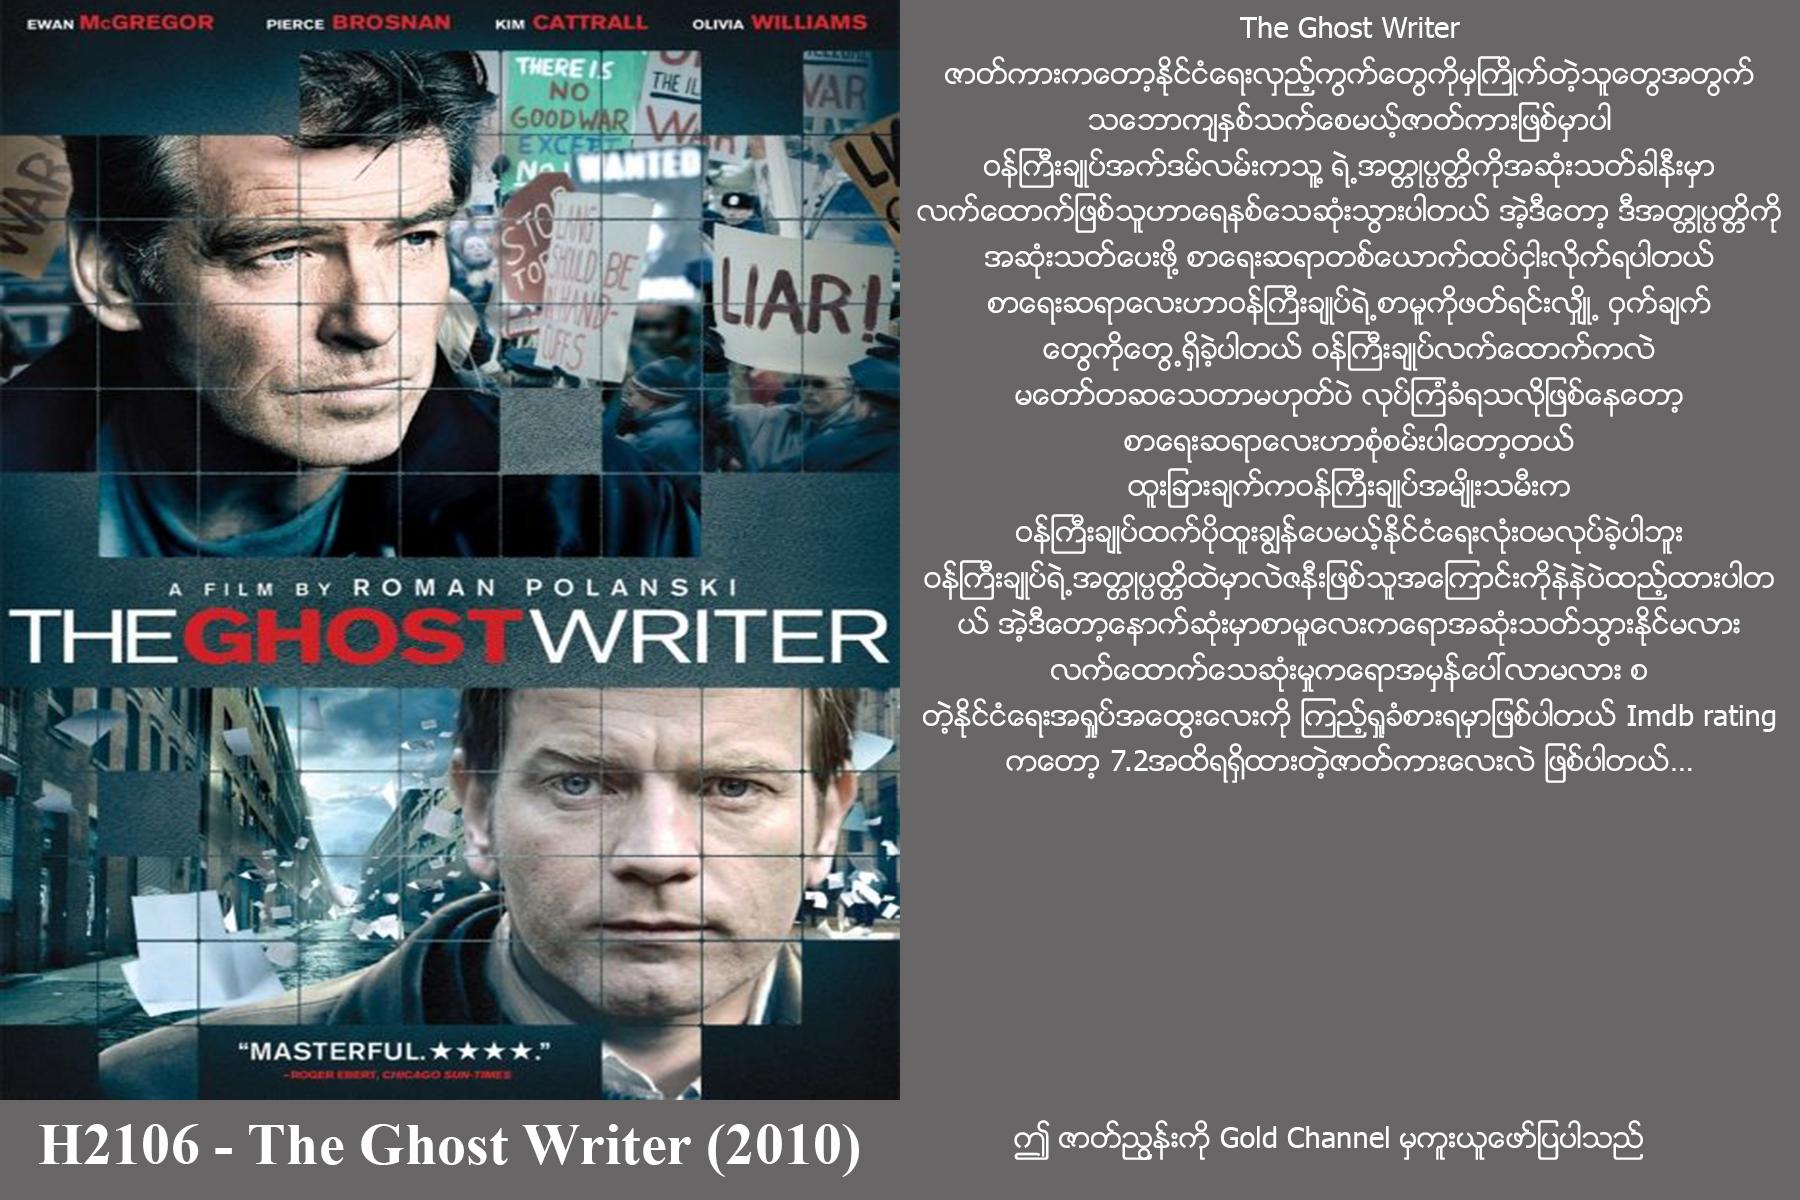 EWAN McGREGOR PIERCE BROSNAN KIM CATTRALL OLIVIA WILLIAMS
THERE IS
NO
GOOD WAR
EXCEPT
NO
WANTED
THE ILL
WAR
WAR
WAR
STOP
SHOULD BE
IN HAND-
CUFFS
LIAR!
A FILM BY ROMAN POLANSKI
THE GHOST WRITER
“MASTERFUL.★★★★.”
–ROGER EBERT, CHICAGO SUN-TIMES
H2106 - The Ghost Writer (2010)
The Ghost Writer
ဇာတ်ကားကတော့နိုင်ငံရေးလှည့်ကွက်တွေကိုမှကြိုက်တဲ့သူတွေအတွက်
သဘောကျနှစ်သက်စေမယ့်ဇာတ်ကားဖြစ်မှာပါ
ဝန်ကြီးချုပ်အက်ဒမ်လမ်းကသူ့ ရဲ့အတ္တုပ္ပတ္တိကိုအဆုံးသတ်ခါနီးမှာ
လက်ထောက်ဖြစ်သူဟာရေနစ်သေဆုံးသွားပါတယ် အဲ့ဒီတော့ ဒီအတ္တုပ္ပတ္တိကို
အဆုံးသတ်ပေးဖို့ စာရေးဆရာတစ်ယောက်ထပ်ငှါးလိုက်ရပါတယ်
စာရေးဆရာလေးဟာဝန်ကြီးချုပ်ရဲ့စာမူကိုဖတ်ရင်းလျှို့ ဝှက်ချက်
တွေကိုတွေ့ရှိခဲ့ပါတယ် ဝန်ကြီးချုပ်လက်ထောက်ကလဲ
မတော်တဆသေတာမဟုတ်ပဲ လုပ်ကြံခံရသလိုဖြစ်နေတော့
စာရေးဆရာလေးဟာစုံစမ်းပါတော့တယ်
ထူးခြားချက်ကဝန်ကြီးချုပ်အမျိုးသမီးက
ဝန်ကြီးချုပ်ထက်ပိုထူးချွန်ပေမယ့်နိုင်ငံရေးလုံးဝမလုပ်ခဲ့ပါဘူး
ဝန်ကြီးချုပ်ရဲ့အတ္တုပ္ပတ္တိထဲမှာလဲဇနီးဖြစ်သူအကြောင်းကိုနဲနဲပဲထည့်ထားပါတ
ယ် အဲ့ဒီတော့နောက်ဆုံးမှာစာမူလေးကရောအဆုံးသတ်သွားနိုင်မလား
လက်ထောက်သေဆုံးမှုကရောအမှန်ပေါ်လာမလား စ
တဲ့နိုင်ငံရေးအရှုပ်အထွေးလေးကို ကြည့်ရှုခံစားရမှာဖြစ်ပါတယ် Imdb rating
ကတော့ 7.2အထိရရှိထားတဲ့ဇာတ်ကားလေးလဲ ဖြစ်ပါတယ်...
ဤ ဇာတ်ညွှန်းကို Gold Channel မှကူးယူဖော်ပြပါသည်